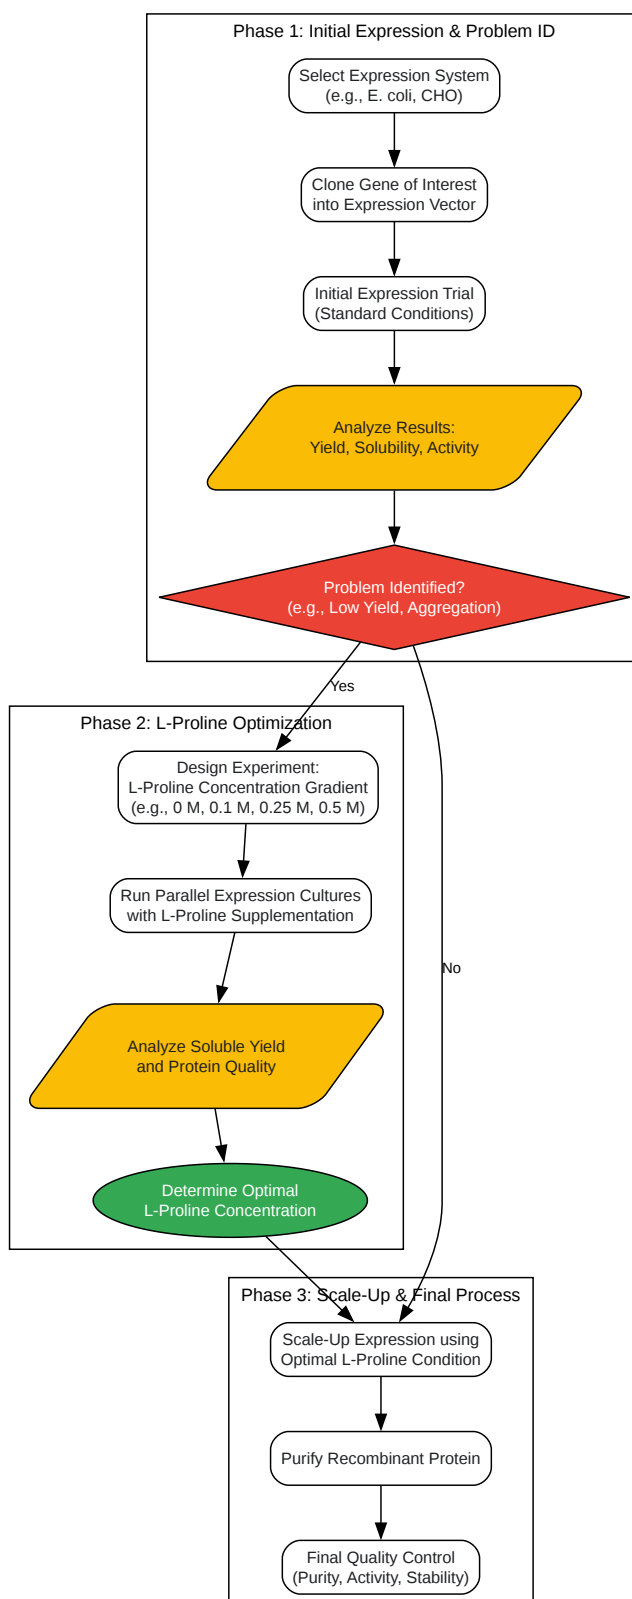 Phase 1: Initial Expression & Problem ID
Select Expression System
(e.g., E. coli, CHO)
Clone Gene of Interest
into Expression Vector
Initial Expression Trial
(Standard Conditions)
Analyze Results:
Yield, Solubility, Activity
Problem Identified?
(e.g., Low Yield, Aggregation)
Yes
Phase 2: L-Proline Optimization
Design Experiment:
L-Proline Concentration Gradient
(e.g., 0 M, 0.1 M, 0.25 M, 0.5 M)
Run Parallel Expression Cultures
with L-Proline Supplementation
No
Analyze Soluble Yield
and Protein Quality
Determine Optimal
L-Proline Concentration
Phase 3: Scale-Up & Final Process
Scale-Up Expression using
Optimal L-Proline Condition
Purify Recombinant Protein
Final Quality Control
(Purity, Activity, Stability)